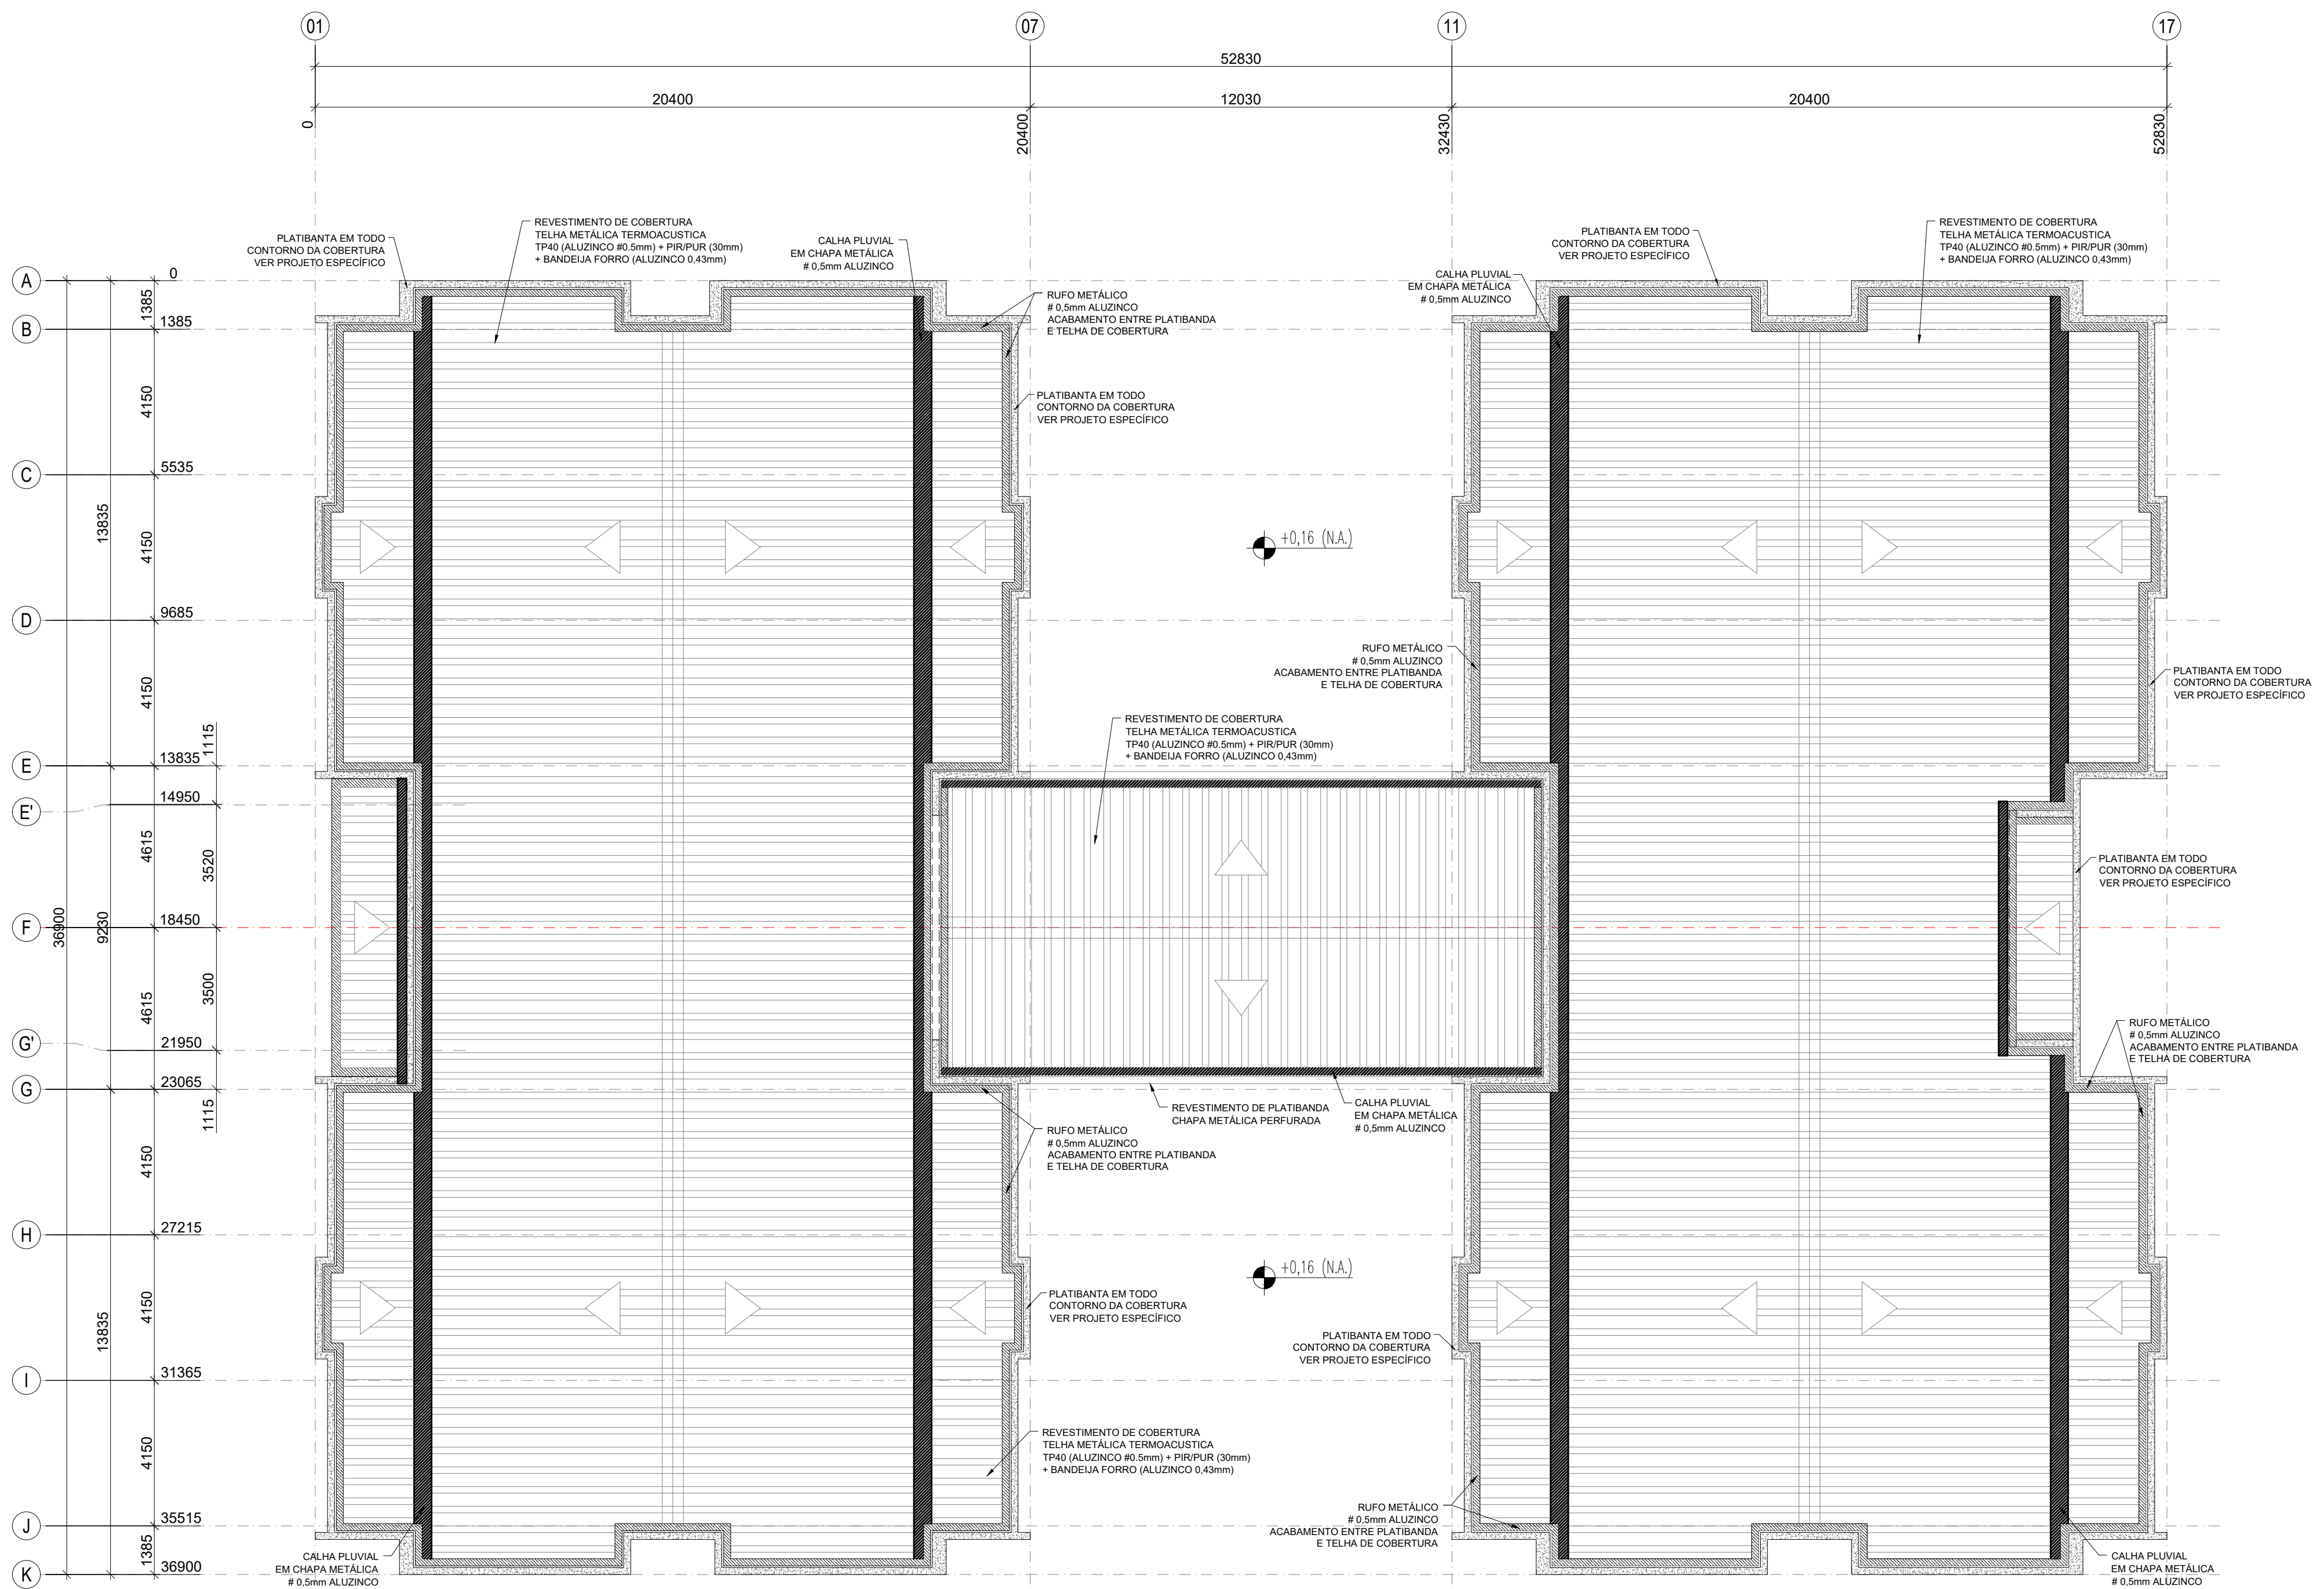 01
07
11
17
52830
20400
12030
20400
0
20400
32430
52830
PLATIBANTA EM TODO
CONTORNO DA COBERTURA
VER PROJETO ESPECÍFICO
REVESTIMENTO DE COBERTURA
TELHA METÁLICA TERMOACUSTICA
TP40 (ALUZINCO #0.5mm) + PIR/PUR (30mm)
+ BANDEIJA FORRO (ALUZINCO 0,43mm)
CALHA PLUVIAL
EM CHAPA METÁLICA
# 0,5mm ALUZINCO
RUFO METÁLICO
# 0,5mm ALUZINCO
ACABAMENTO ENTRE PLATIBANDA
E TELHA DE COBERTURA
CALHA PLUVIAL
EM CHAPA METÁLICA
# 0,5mm ALUZINCO
PLATIBANTA EM TODO
CONTORNO DA COBERTURA
VER PROJETO ESPECÍFICO
REVESTIMENTO DE COBERTURA
TELHA METÁLICA TERMOACUSTICA
TP40 (ALUZINCO #0.5mm) + PIR/PUR (30mm)
+ BANDEIJA FORRO (ALUZINCO 0,43mm)
PLATIBANTA EM TODO
CONTORNO DA COBERTURA
VER PROJETO ESPECÍFICO
A
0
1385
B
1385
4150
C
5535
4150
13835
D
9685
4150
1115
E
13835
E'
14950
4615
3520
F
18450
36900
9230
3500
4615
G'
21950
G
23065
1115
4150
H
27215
4150
13835
I
31365
4150
J
35515
1385
K
36900
+0,16 (N.A.)
RUFO METÁLICO
# 0,5mm ALUZINCO
ACABAMENTO ENTRE PLATIBANDA
E TELHA DE COBERTURA
PLATIBANTA EM TODO
CONTORNO DA COBERTURA
VER PROJETO ESPECÍFICO
REVESTIMENTO DE COBERTURA
TELHA METÁLICA TERMOACUSTICA
TP40 (ALUZINCO #0.5mm) + PIR/PUR (30mm)
+ BANDEIJA FORRO (ALUZINCO 0,43mm)
PLATIBANTA EM TODO
CONTORNO DA COBERTURA
VER PROJETO ESPECÍFICO
RUFO METÁLICO
# 0,5mm ALUZINCO
ACABAMENTO ENTRE PLATIBANDA
E TELHA DE COBERTURA
REVESTIMENTO DE PLATIBANDA
CHAPA METÁLICA PERFURADA
CALHA PLUVIAL
EM CHAPA METÁLICA
# 0,5mm ALUZINCO
RUFO METÁLICO
# 0,5mm ALUZINCO
ACABAMENTO ENTRE PLATIBANDA
E TELHA DE COBERTURA
+0,16 (N.A.)
PLATIBANTA EM TODO
CONTORNO DA COBERTURA
VER PROJETO ESPECÍFICO
PLATIBANTA EM TODO
CONTORNO DA COBERTURA
VER PROJETO ESPECÍFICO
REVESTIMENTO DE COBERTURA
TELHA METÁLICA TERMOACUSTICA
TP40 (ALUZINCO #0.5mm) + PIR/PUR (30mm)
+ BANDEIJA FORRO (ALUZINCO 0,43mm)
RUFO METÁLICO
# 0,5mm ALUZINCO
ACABAMENTO ENTRE PLATIBANDA
E TELHA DE COBERTURA
CALHA PLUVIAL
EM CHAPA METÁLICA
# 0,5mm ALUZINCO
CALHA PLUVIAL
EM CHAPA METÁLICA
# 0,5mm ALUZINCO